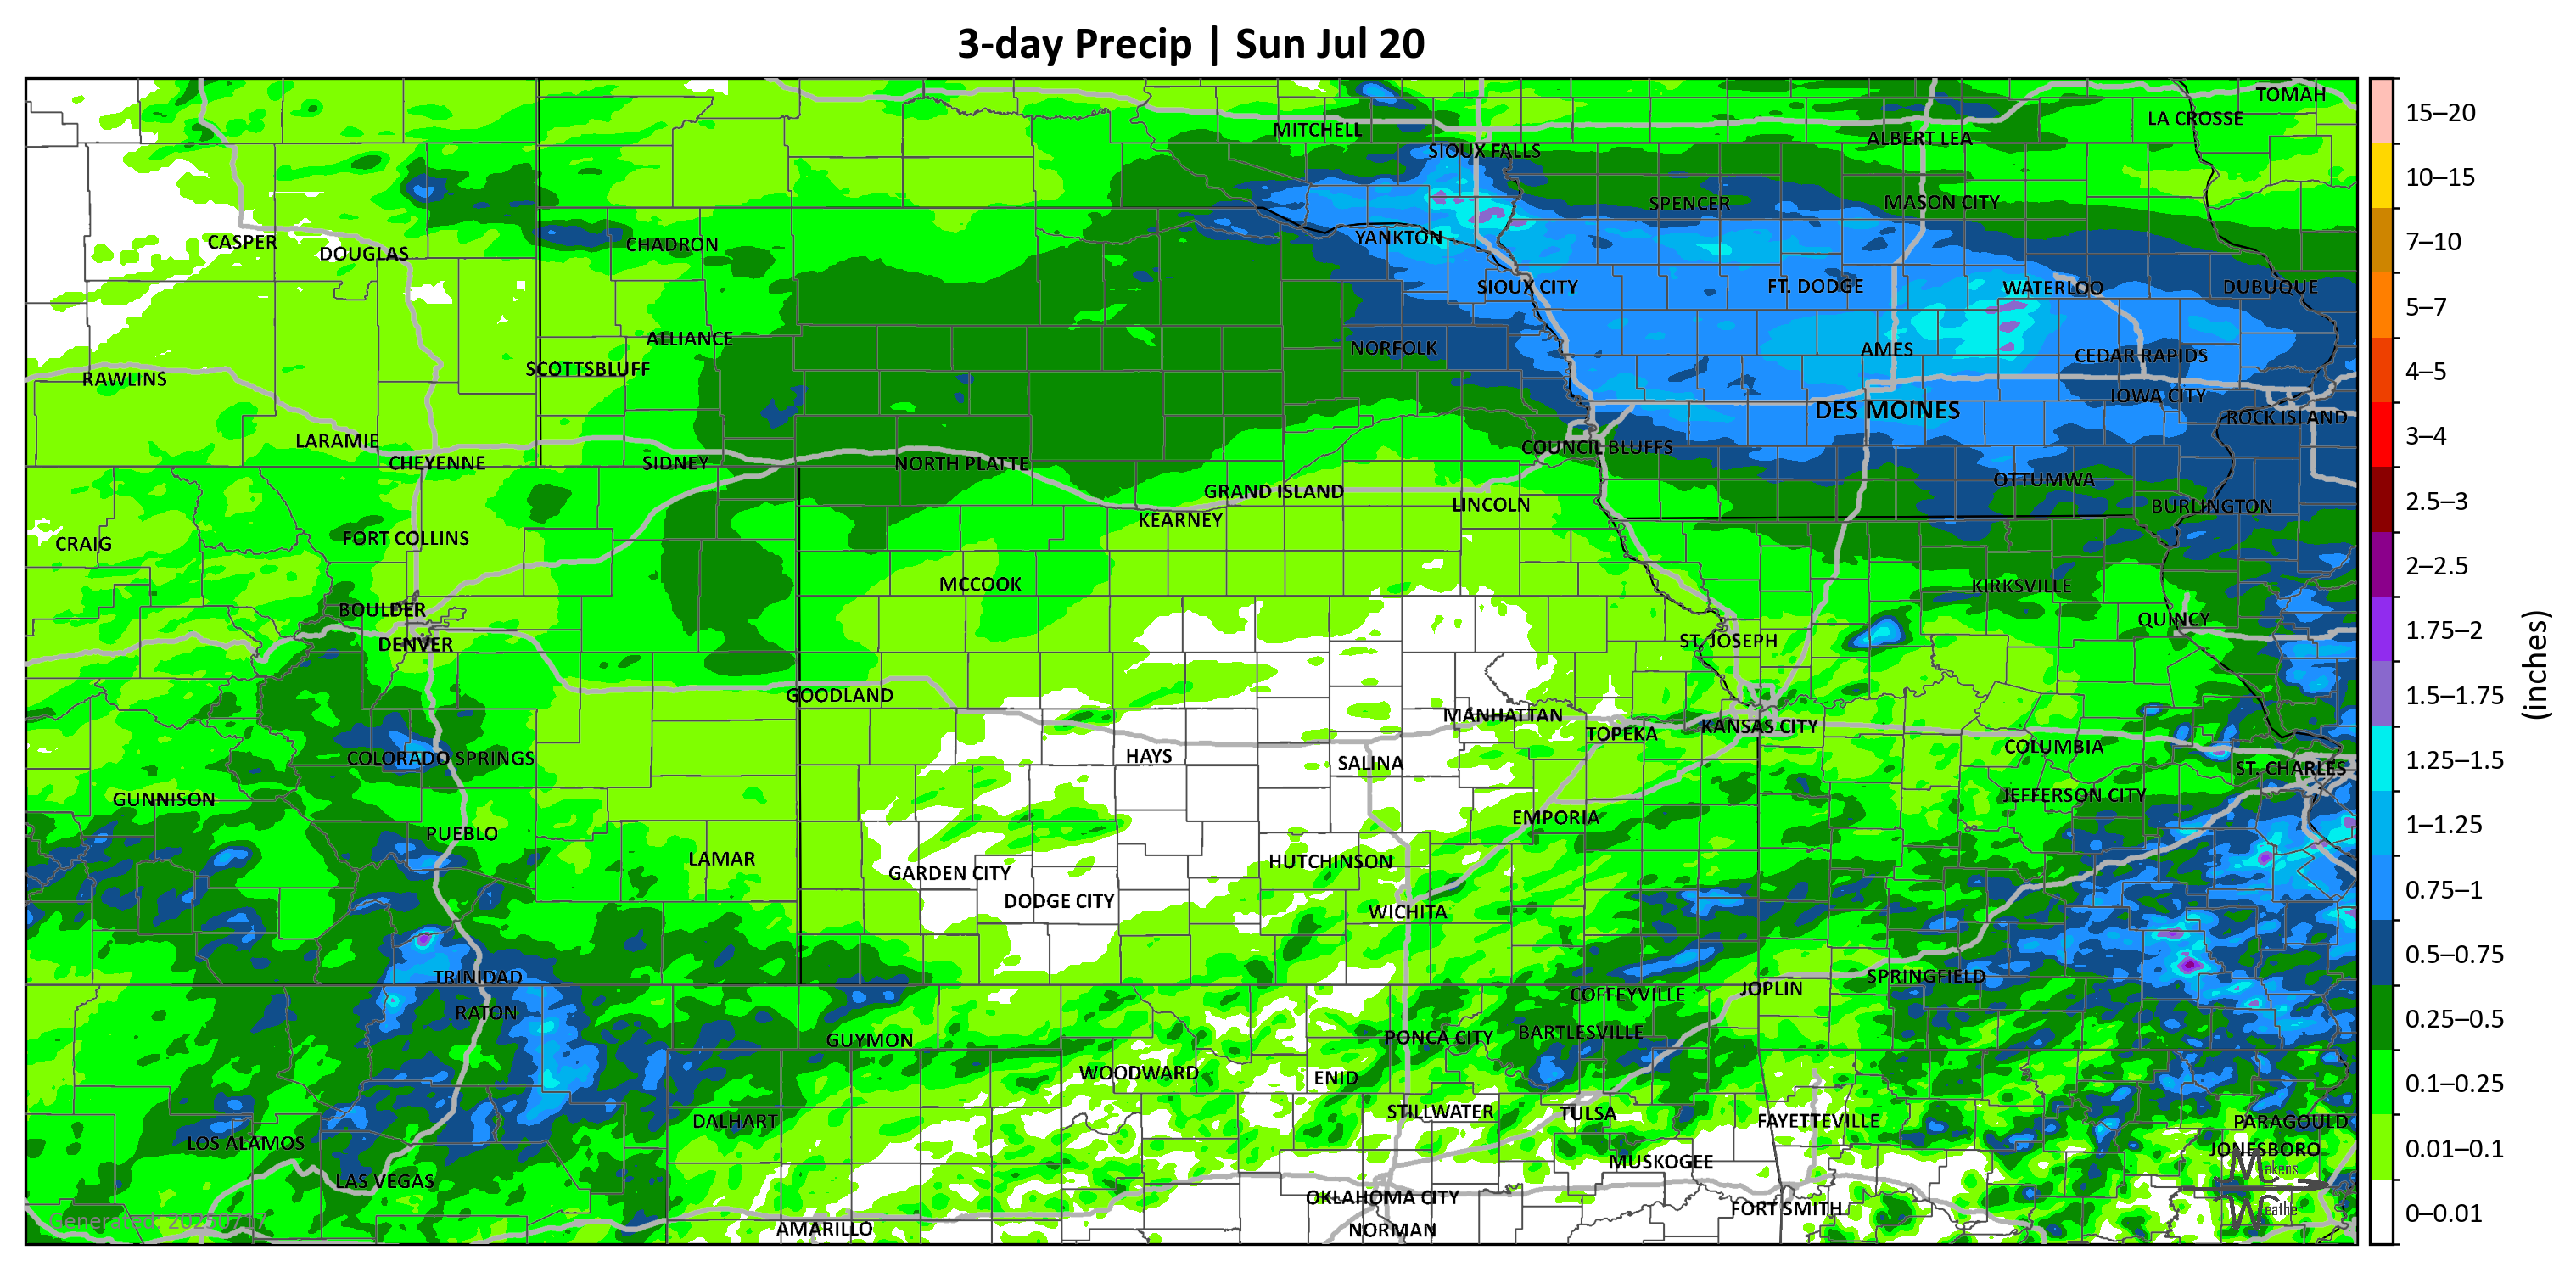 3-day Precip | Sun Jul 20
TOMAH
LA CROSSE
MITCHELL
ALBERT LEA
SIOUX FALLS
SPENCER
MASON CITY
YANKTON
CASPER
CHADRON
DOUGLAS
SIOUX CITY
FT. DODGE
WATERLOO
DUBUQUE
ALLIANCE
NORFOLK
AMES
CEDAR RAPIDS
SCOTTSBLUFF
RAWLINS
IOWA CITY
DES MOINES
ROCK ISLAND
LARAMIE
COUNCIL BLUFFS
CHEYENNE
SIDNEY
NORTH PLATTE
OTTUMWA
GRAND ISLAND
LINCOLN
BURLINGTON
KEARNEY
FORT COLLINS
CRAIG
MCCOOK
KIRKSVILLE
BOULDER
QUINCY
DENVER
ST. JOSEPH
GOODLAND
MANHATTAN
KANSAS CITY
TOPEKA
COLUMBIA
HAYS
COLORADO SPRINGS
SALINA
ST. CHARLES
GUNNISON
JEFFERSON CITY
EMPORIA
PUEBLO
LAMAR
HUTCHINSON
GARDEN CITY
DODGE CITY
WICHITA
TRINIDAD
SPRINGFIELD
JOPLIN
COFFEYVILLE
RATON
BARTLESVILLE
PONCA CITY
GUYMON
WOODWARD
ENID
STILLWATER
TULSA
DALHART
FAYETTEVILLE
PARAGOULD
LOS ALAMOS
JONESBORO
MUSKOGEE
LAS VEGAS
OKLAHOMA CITY
FORT SMITH
AMARILLO
NORMAN
Generated: 20250717
Makens
Weather
15–20
10–15
7–10
5–7
4–5
3–4
2.5–3
2–2.5
1.75–2
1.5–1.75
1.25–1.5
1–1.25
0.75–1
0.5–0.75
0.25–0.5
0.1–0.25
0.01–0.1
0–0.01
(inches)